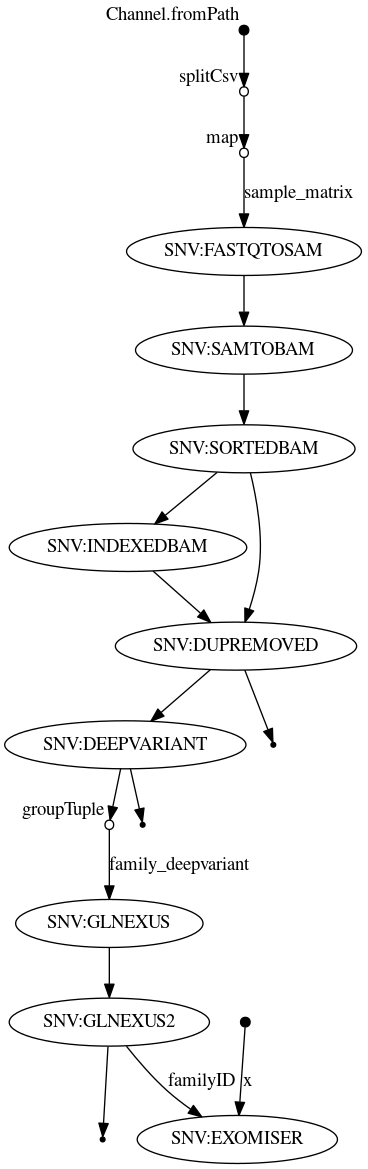 Channel.fromPath
splitCsv
map
sample_matrix
SNV:FASTQTOSAM
SNV:SAMTOBAM
SNV:SORTEDBAM
SNV:INDEXEDBAM
SNV:DUPREMOVED
SNV:DEEPVARIANT
groupTuple
family_deepvariant
SNV:GLNEXUS
SNV:GLNEXUS2
familyID
x
SNV:EXOMISER